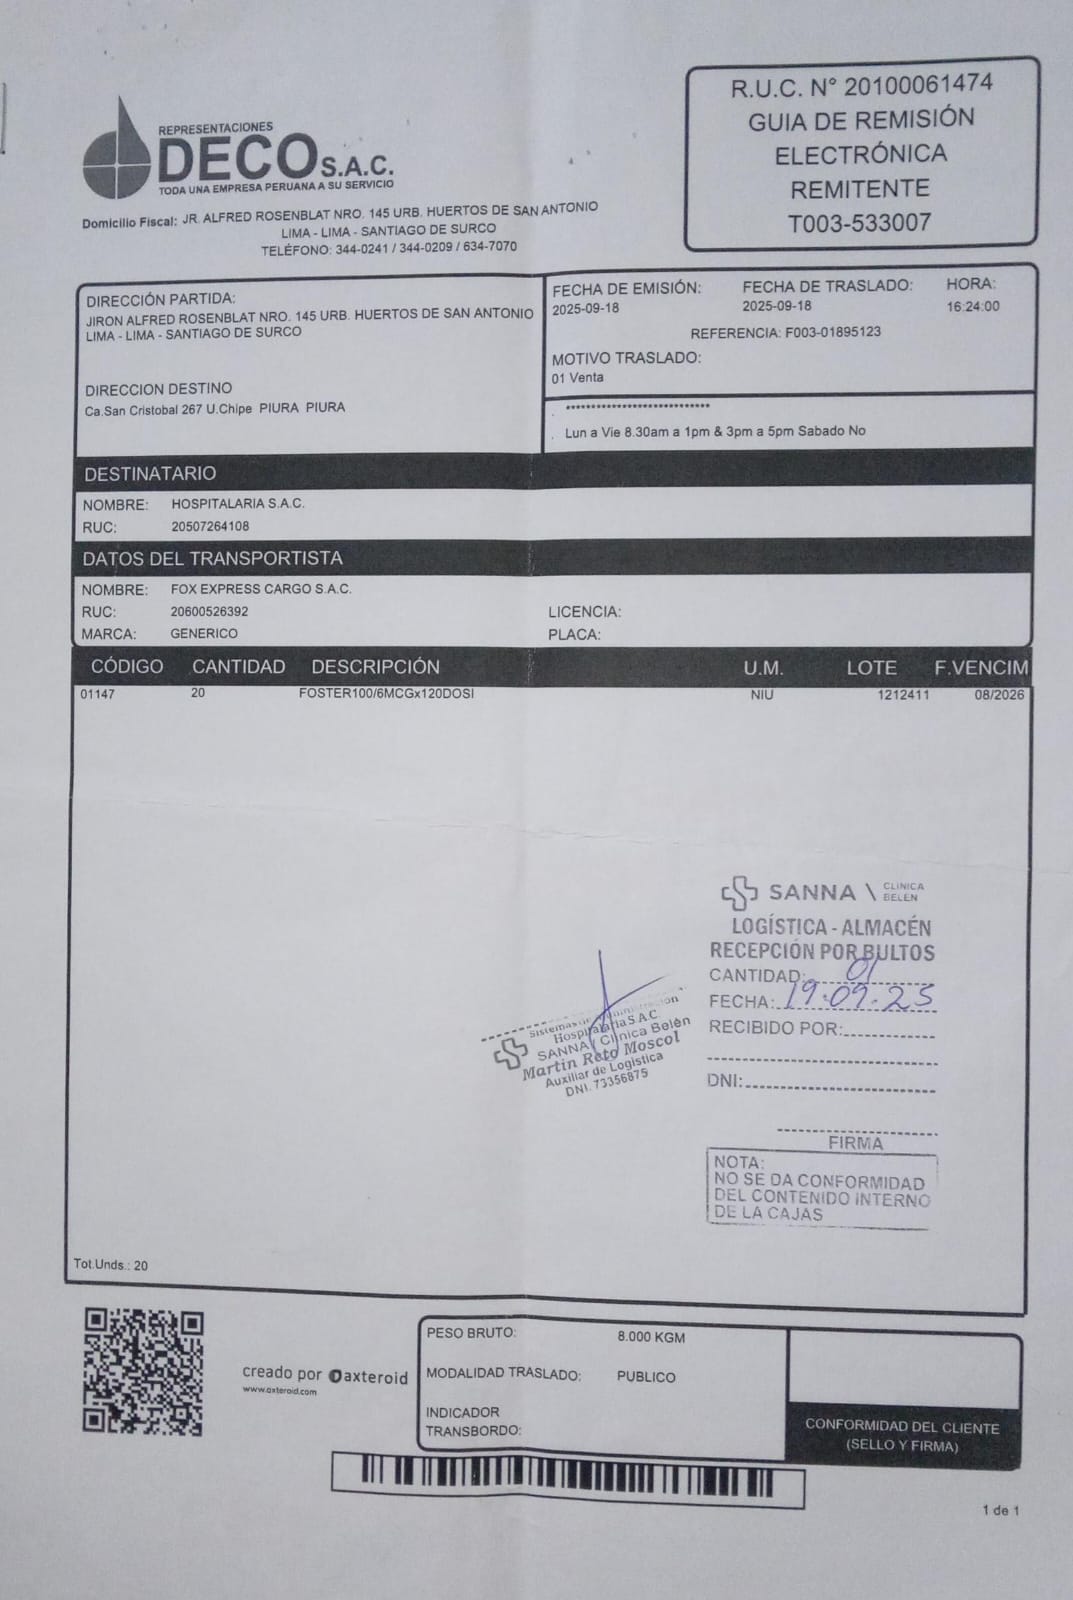 REPRESENTACIONES
DECO S.A.C.
TODA UNA EMPRESA PERUANA A SU SERVICIO
Domicilio Fiscal: JR. ALFRED ROSENBLAT NRO. 145 URB. HUERTOS DE SAN ANTONIO
LIMA - LIMA - SANTIAGO DE SURCO
TELÉFONO: 344-0241 / 344-0209 / 634-7070
R.U.C. N° 20100061474
GUIA DE REMISIÓN
ELECTRÓNICA
REMITENTE
T003-533007
DIRECCIÓN PARTIDA:
JIRON ALFRED ROSENBLAT NRO. 145 URB. HUERTOS DE SAN ANTONIO
LIMA - LIMA - SANTIAGO DE SURCO
DIRECCION DESTINO
Ca.San Cristobal 267 U.Chipe PIURA PIURA
FECHA DE EMISIÓN: FECHA DE TRASLADO: HORA:
2025-09-18 2025-09-18 16:24:00
REFERENCIA: F003-01895123
MOTIVO TRASLADO:
01 Venta
. ****************************
. Lun a Vie 8.30am a 1pm & 3pm a 5pm Sabado No
DESTINATARIO
NOMBRE: HOSPITALARIA S.A.C.
RUC: 20507264108
DATOS DEL TRANSPORTISTA
NOMBRE: FOX EXPRESS CARGO S.A.C.
RUC: 20600526392 LICENCIA:
MARCA: GENERICO PLACA:
CÓDIGO CANTIDAD DESCRIPCIÓN U.M. LOTE F.VENCIM
01147 20 FOSTER100/6MCGx120DOSI NIU 1212411 08/2026
SANNA \ CLINICA BELEN
LOGÍSTICA - ALMACÉN
RECEPCIÓN POR BULTOS
CANTIDAD: 01
FECHA: 19.09.25
RECIBIDO POR:
DNI:
FIRMA
NOTA:
NO SE DA CONFORMIDAD
DEL CONTENIDO INTERNO
DE LA CAJAS
Hospitalaria S.A.C.
SANNA / Clinica Belén
Martin Reto Moscol
Auxiliar de Logistica
DNI. 73356875
Tot.Unds.: 20
creado por axteroid
www.axteroid.com
PESO BRUTO: 8.000 KGM
MODALIDAD TRASLADO: PUBLICO
INDICADOR
TRANSBORDO:
CONFORMIDAD DEL CLIENTE
(SELLO Y FIRMA)
1 de 1